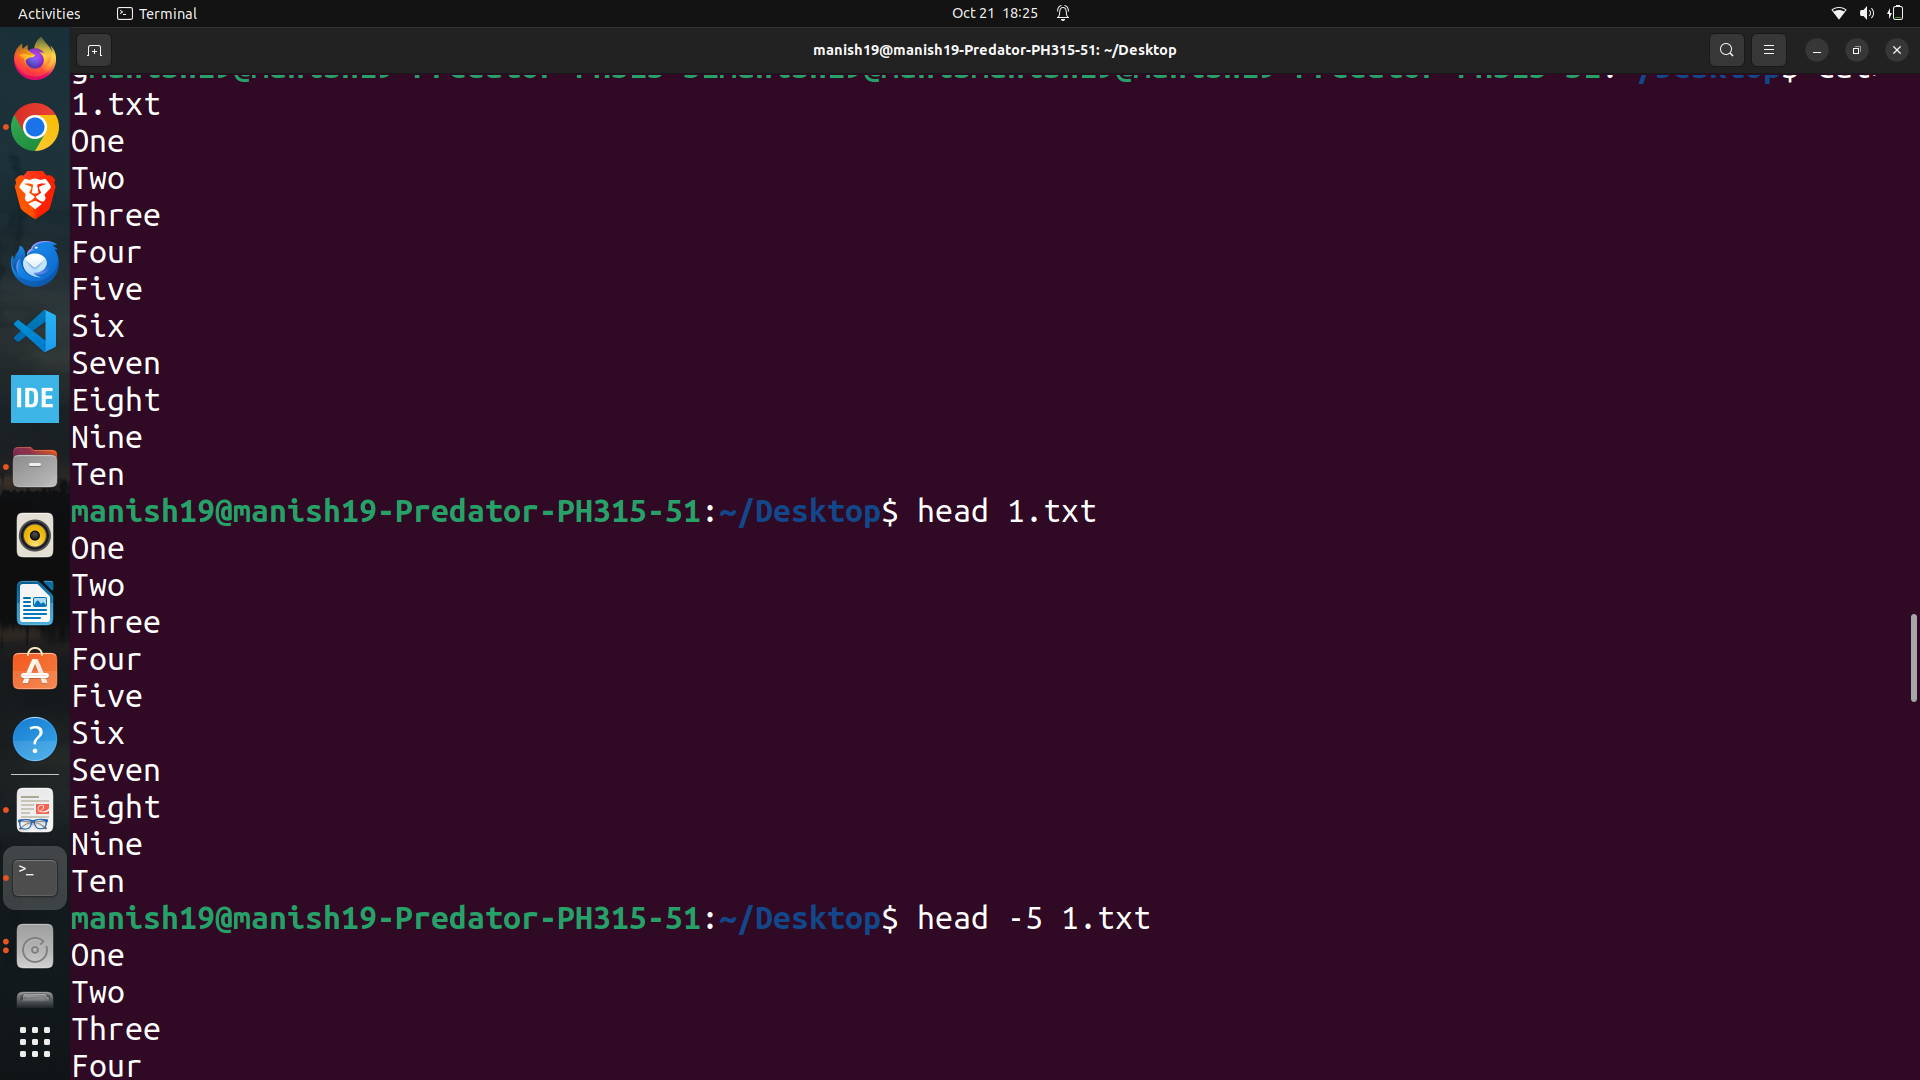 Activities
Terminal
Oct 21 18:25
manish19@manish19-Predator-PH315-51: ~/Desktop
1.txt
One
Two
Three
Four
Five
Six
Seven
Eight
Nine
Ten
manish19@manish19-Predator-PH315-51:~/Desktop$ head 1.txt
One
Two
Three
Four
Five
Six
Seven
Eight
Nine
Ten
manish19@manish19-Predator-PH315-51:~/Desktop$ head -5 1.txt
One
Two
Three
Four
IDE